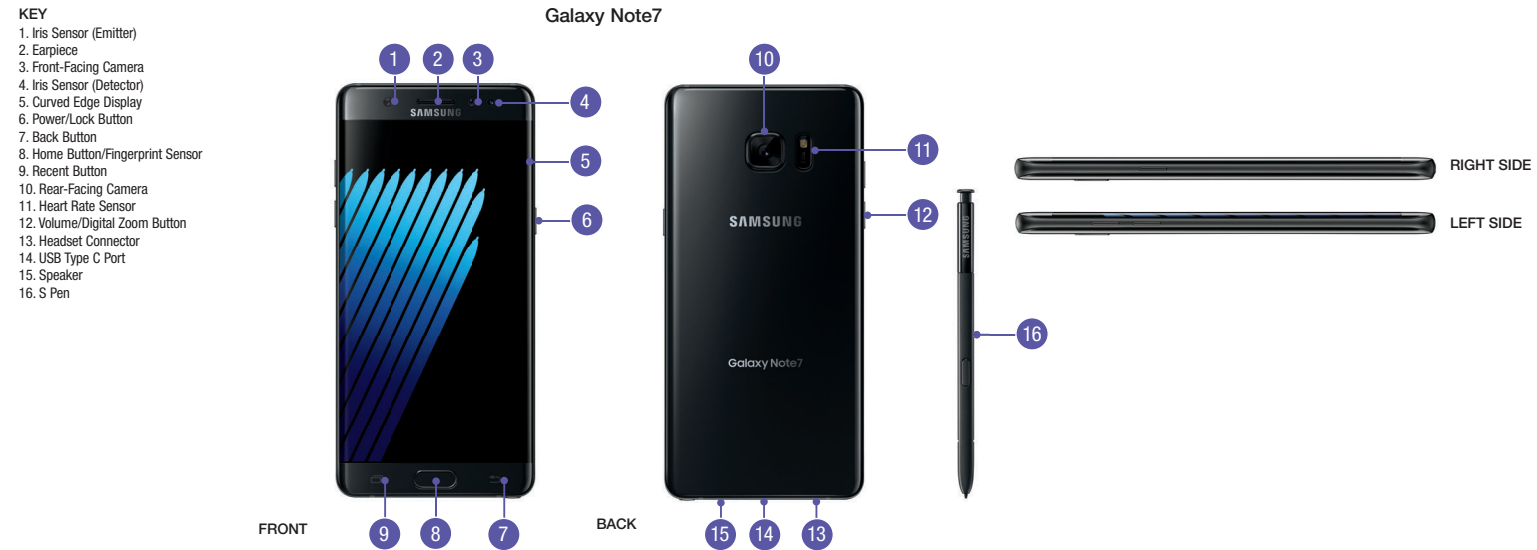 KEY
1. Iris Sensor (Emitter)
2. Earpiece
3. Front-Facing Camera
4. Iris Sensor (Detector)
5. Curved Edge Display
6. Power/Lock Button
7. Back Button
8. Home Button/Fingerprint Sensor
9. Recent Button
10. Rear-Facing Camera
11. Heart Rate Sensor
12. Volume/Digital Zoom Button
13. Headset Connector
14. USB Type C Port
15. Speaker
16. S Pen
Galaxy Note7
1 2 3
4
SAMSUNG
5
6
9 8 7
FRONT
10
11
12
SAMSUNG
Galaxy Note7
15 14 13
BACK
SAMSUNG
16
RIGHT SIDE
LEFT SIDE